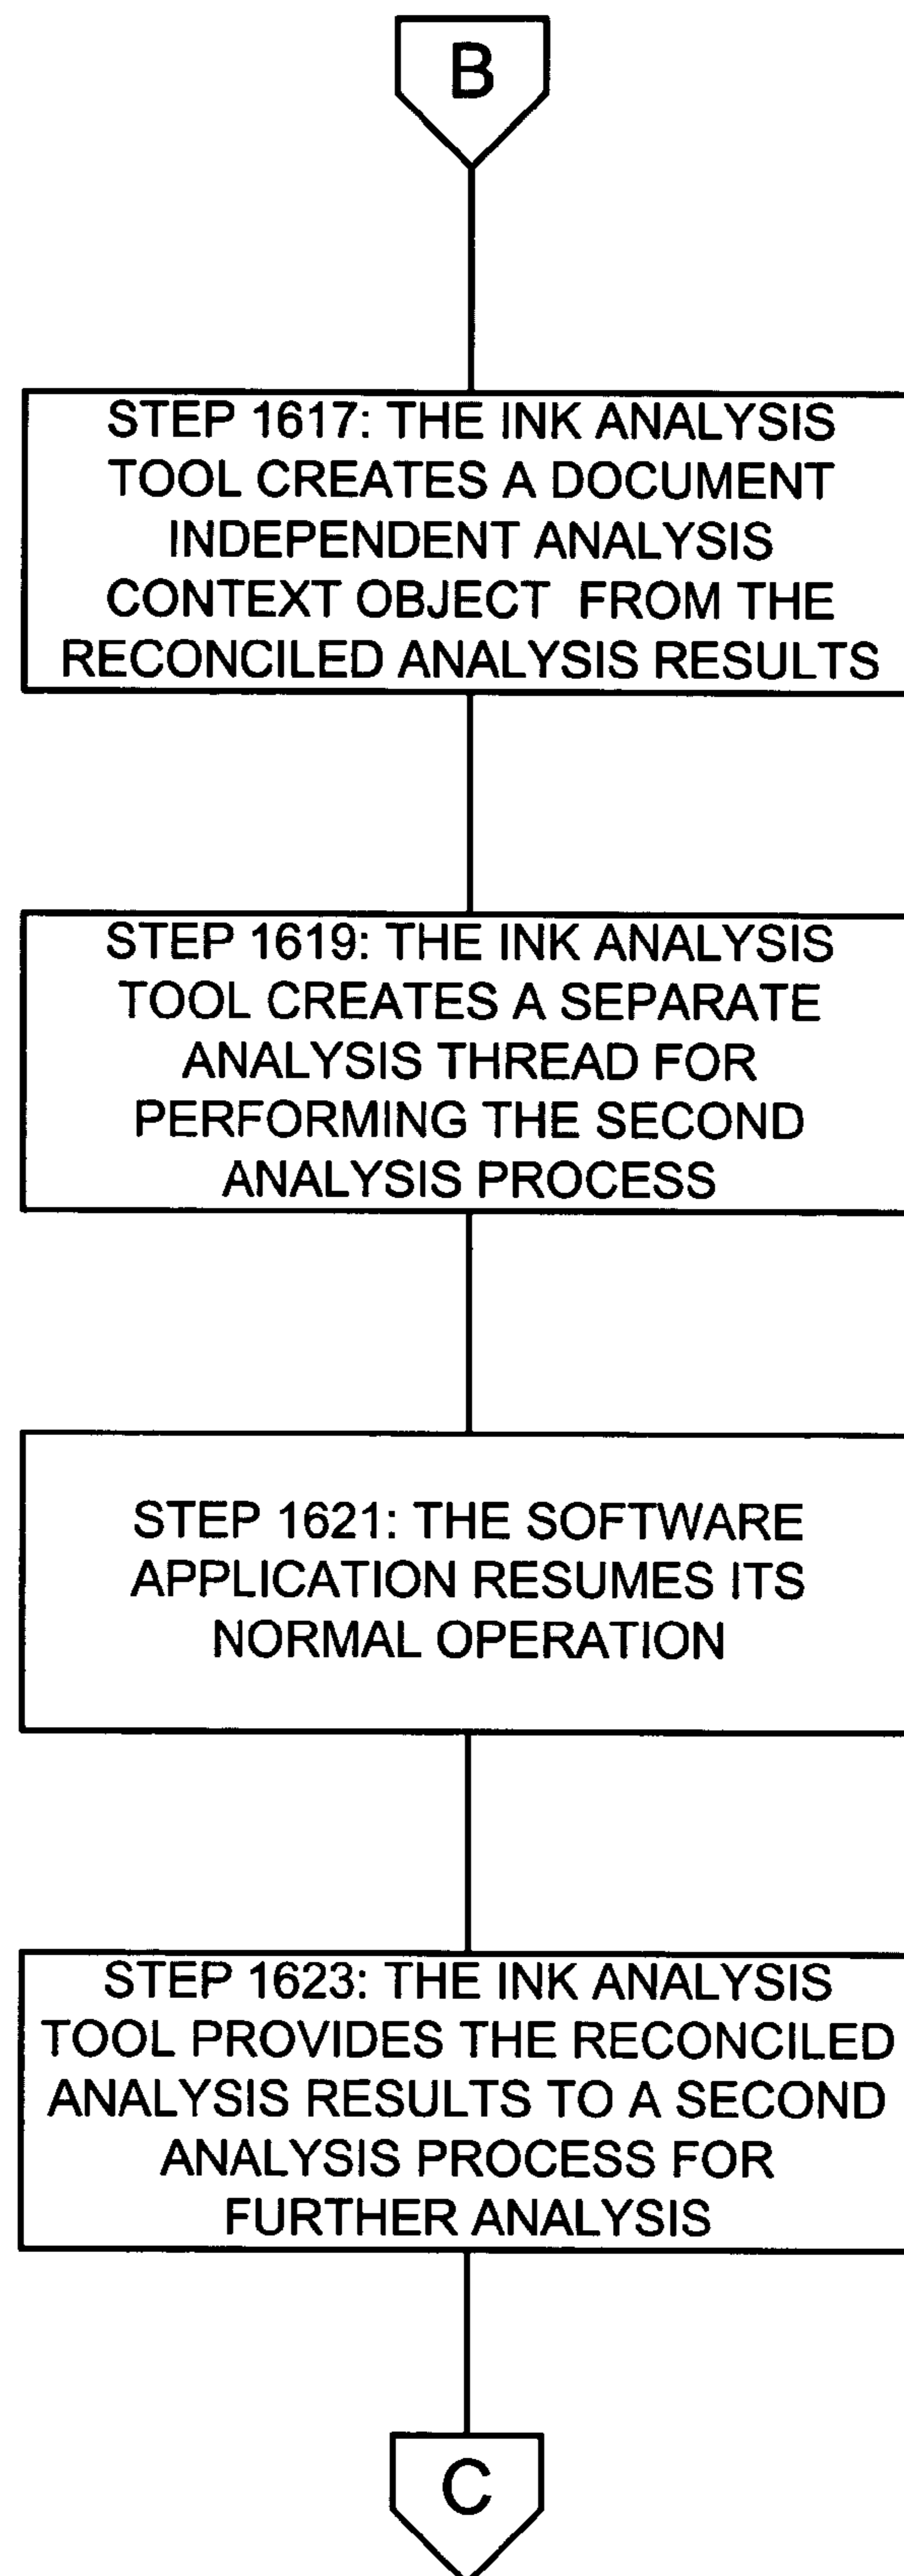 B
STEP 1617: THE INK ANALYSIS
TOOL CREATES A DOCUMENT
INDEPENDENT ANALYSIS
CONTEXT OBJECT FROM THE
RECONCILED ANALYSIS RESULTS
STEP 1619: THE INK ANALYSIS
TOOL CREATES A SEPARATE
ANALYSIS THREAD FOR
PERFORMING THE SECOND
ANALYSIS PROCESS
STEP 1621: THE SOFTWARE
APPLICATION RESUMES ITS
NORMAL OPERATION
STEP 1623: THE INK ANALYSIS
TOOL PROVIDES THE RECONCILED
ANALYSIS RESULTS TO A SECOND
ANALYSIS PROCESS FOR
FURTHER ANALYSIS
C